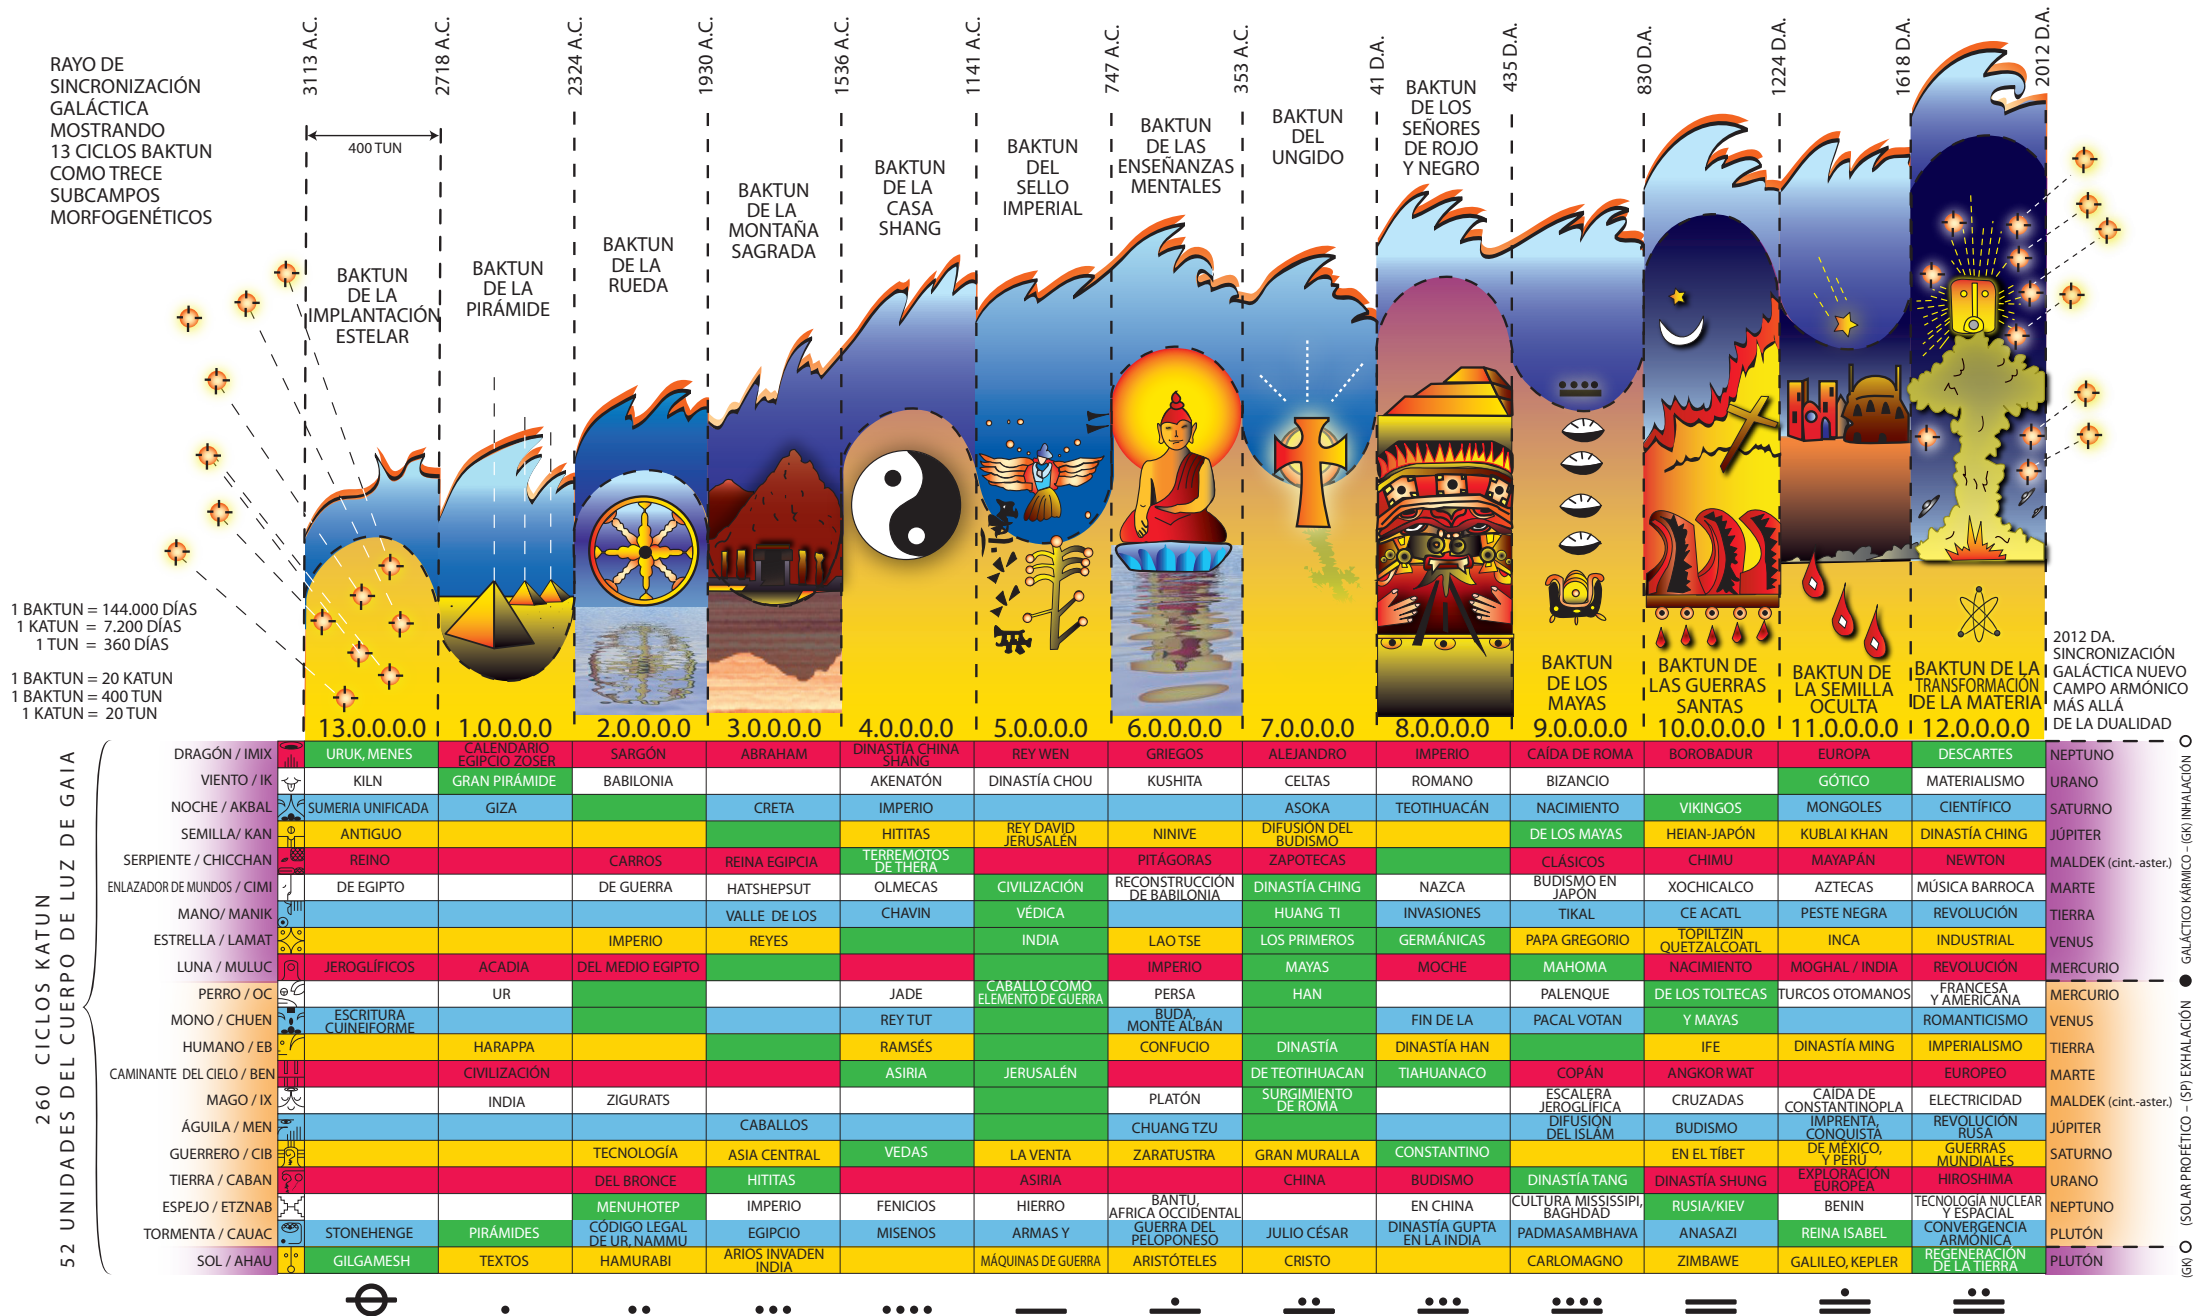 RAYO DE
SINCRONIZACIÓN
GALÁCTICA
MOSTRANDO
13 CICLOS BAKTUN
COMO TRECE
SUBCAMPOS
MORFOGENÉTICOS
3113 A.C.
2718 A.C.
2324 A.C.
1930 A.C.
1536 A.C.
1141 A.C.
747 A.C.
353 A.C.
41 D.A.
435 D.A.
830 D.A.
1224 D.A.
1618 D.A.
2012 D.A.
400 TUN
BAKTUN
DE LA
IMPLANTACIÓN
ESTELAR
BAKTUN
DE LA
PIRÁMIDE
BAKTUN
DE LA
RUEDA
BAKTUN
DE LA
MONTAÑA
SAGRADA
BAKTUN
DE LA
CASA
SHANG
BAKTUN
DEL
SELLO
IMPERIAL
BAKTUN
DE LAS
ENSEÑANZAS
MENTALES
BAKTUN
DEL
UNGIDO
BAKTUN
DE LOS
SEÑORES
DE ROJO
Y NEGRO
BAKTUN
DE LOS
MAYAS
BAKTUN DE
LAS GUERRAS
SANTAS
BAKTUN DE
LA SEMILLA
OCULTA
BAKTUN DE LA
TRANSFORMACIÓN
DE LA MATERIA
1 BAKTUN = 144.000 DÍAS
1 KATUN = 7.200 DÍAS
1 TUN = 360 DÍAS
1 BAKTUN = 20 KATUN
1 BAKTUN = 400 TUN
1 KATUN = 20 TUN
2012 DA.
SINCRONIZACIÓN
GALÁCTICA NUEVO
CAMPO ARMÓNICO
MÁS ALLÁ
DE LA DUALIDAD
13.0.0.0.0 1.0.0.0.0 2.0.0.0.0 3.0.0.0.0 4.0.0.0.0 5.0.0.0.0 6.0.0.0.0 7.0.0.0.0 8.0.0.0.0 9.0.0.0.0 10.0.0.0.0 11.0.0.0.0 12.0.0.0.0
260 CICLOS KATUN
52 UNIDADES DEL CUERPO DE LUZ DE GAIA
DRAGÓN / IMIX URUK, MENES CALENDARIO EGIPCIO ZOSER SARGÓN ABRAHAM DINASTÍA CHINA SHANG REY WEN GRIEGOS ALEJANDRO IMPERIO CAÍDA DE ROMA BOROBADUR EUROPA DESCARTES NEPTUNO
VIENTO / IK KILN GRAN PIRÁMIDE BABILONIA AKENATÓN DINASTÍA CHOU KUSHITA CELTAS ROMANO BIZANCIO GÓTICO MATERIALISMO URANO
NOCHE / AKBAL SUMERIA UNIFICADA GIZA CRETA IMPERIO ASOKA TEOTIHUACÁN NACIMIENTO VIKINGOS MONGOLES CIENTÍFICO SATURNO
SEMILLA/ KAN ANTIGUO HITITAS REY DAVID JERUSALÉN NINIVE DIFUSIÓN DEL BUDISMO DE LOS MAYAS HEIAN-JAPÓN KUBLAI KHAN DINASTÍA CHING JÚPITER
SERPIENTE / CHICCHAN REINO CARROS REINA EGIPCIA TERREMOTOS DE THERA PITÁGORAS ZAPOTECAS CLÁSICOS CHIMU MAYAPÁN NEWTON MALDEK (cint.-aster.)
ENLAZADOR DE MUNDOS / CIMI DE EGIPTO DE GUERRA HATSHEPSUT OLMECAS CIVILIZACIÓN RECONSTRUCCIÓN DE BABILONIA DINASTÍA CHING NAZCA BUDISMO EN JAPÓN XOCHICALCO AZTECAS MÚSICA BARROCA MARTE
MANO/ MANIK VALLE DE LOS CHAVIN VÉDICA HUANG TI INVASIONES TIKAL CE ACATL PESTE NEGRA REVOLUCIÓN TIERRA
ESTRELLA / LAMAT IMPERIO REYES INDIA LAO TSE LOS PRIMEROS GERMÁNICAS PAPA GREGORIO TOPILTZIN QUETZALCOATL INCA INDUSTRIAL VENUS
LUNA / MULUC JEROGLÍFICOS ACADIA DEL MEDIO EGIPTO IMPERIO MAYAS MOCHE MAHOMA NACIMIENTO MOGHAL / INDIA REVOLUCIÓN MERCURIO
PERRO / OC UR JADE CABALLO COMO ELEMENTO DE GUERRA PERSA HAN PALENQUE DE LOS TOLTECAS TURCOS OTOMANOS FRANCESA Y AMERICANA MERCURIO
MONO / CHUEN ESCRITURA CUINEIFORME REY TUT BUDA, MONTE ALBÁN FIN DE LA PACAL VOTAN Y MAYAS ROMANTICISMO VENUS
HUMANO / EB HARAPPA RAMSÉS CONFUCIO DINASTÍA DINASTÍA HAN IFE DINASTÍA MING IMPERIALISMO TIERRA
CAMINANTE DEL CIELO / BEN CIVILIZACIÓN ASIRIA JERUSALÉN DE TEOTIHUACAN TIAHUANACO COPÁN ANGKOR WAT EUROPEO MARTE
MAGO / IX INDIA ZIGURATS PLATÓN SURGIMIENTO DE ROMA ESCALERA JEROGLÍFICA CRUZADAS CAÍDA DE CONSTANTINOPLA ELECTRICIDAD MALDEK (cint.-aster.)
ÁGUILA / MEN CABALLOS CHUANG TZU DIFUSIÓN DEL ISLÁM BUDISMO IMPRENTA, CONQUISTA REVOLUCIÓN RUSA JÚPITER
GUERRERO / CIB TECNOLOGÍA ASIA CENTRAL VEDAS LA VENTA ZARATUSTRA GRAN MURALLA CONSTANTINO EN EL TÍBET DE MÉXICO, Y PERÚ GUERRAS MUNDIALES SATURNO
TIERRA / CABAN DEL BRONCE HITITAS ASIRIA CHINA BUDISMO DINASTÍA TANG DINASTÍA SHUNG EXPLORACIÓN EUROPEA HIROSHIMA URANO
ESPEJO / ETZNAB MENUHOTEP IMPERIO FENICIOS HIERRO BANTU, AFRICA OCCIDENTAL EN CHINA CULTURA MISSISSIPI, BAGHDAD RUSIA/KIEV BENIN TECNOLOGÍA NUCLEAR Y ESPACIAL NEPTUNO
TORMENTA / CAUAC STONEHENGE PIRÁMIDES CÓDIGO LEGAL DE UR, NAMMU EGIPCIO MISENOS ARMAS Y GUERRA DEL PELOPONESO JULIO CÉSAR DINASTÍA GUPTA EN LA INDIA PADMASAMBHAVA ANASAZI REINA ISABEL CONVERGENCIA ARMÓNICA PLUTÓN
SOL / AHAU GILGAMESH TEXTOS HAMURABI ARIOS INVADEN INDIA MÁQUINAS DE GUERRA ARISTÓTELES CRISTO CARLOMAGNO ZIMBAWE GALILEO, KEPLER REGENERACIÓN DE LA TIERRA PLUTÓN
GALÁCTICO KÁRMICO – (GK) INHALACIÓN
(SOLAR PROFÉTICO – (SP) EXHALACIÓN
(GK)